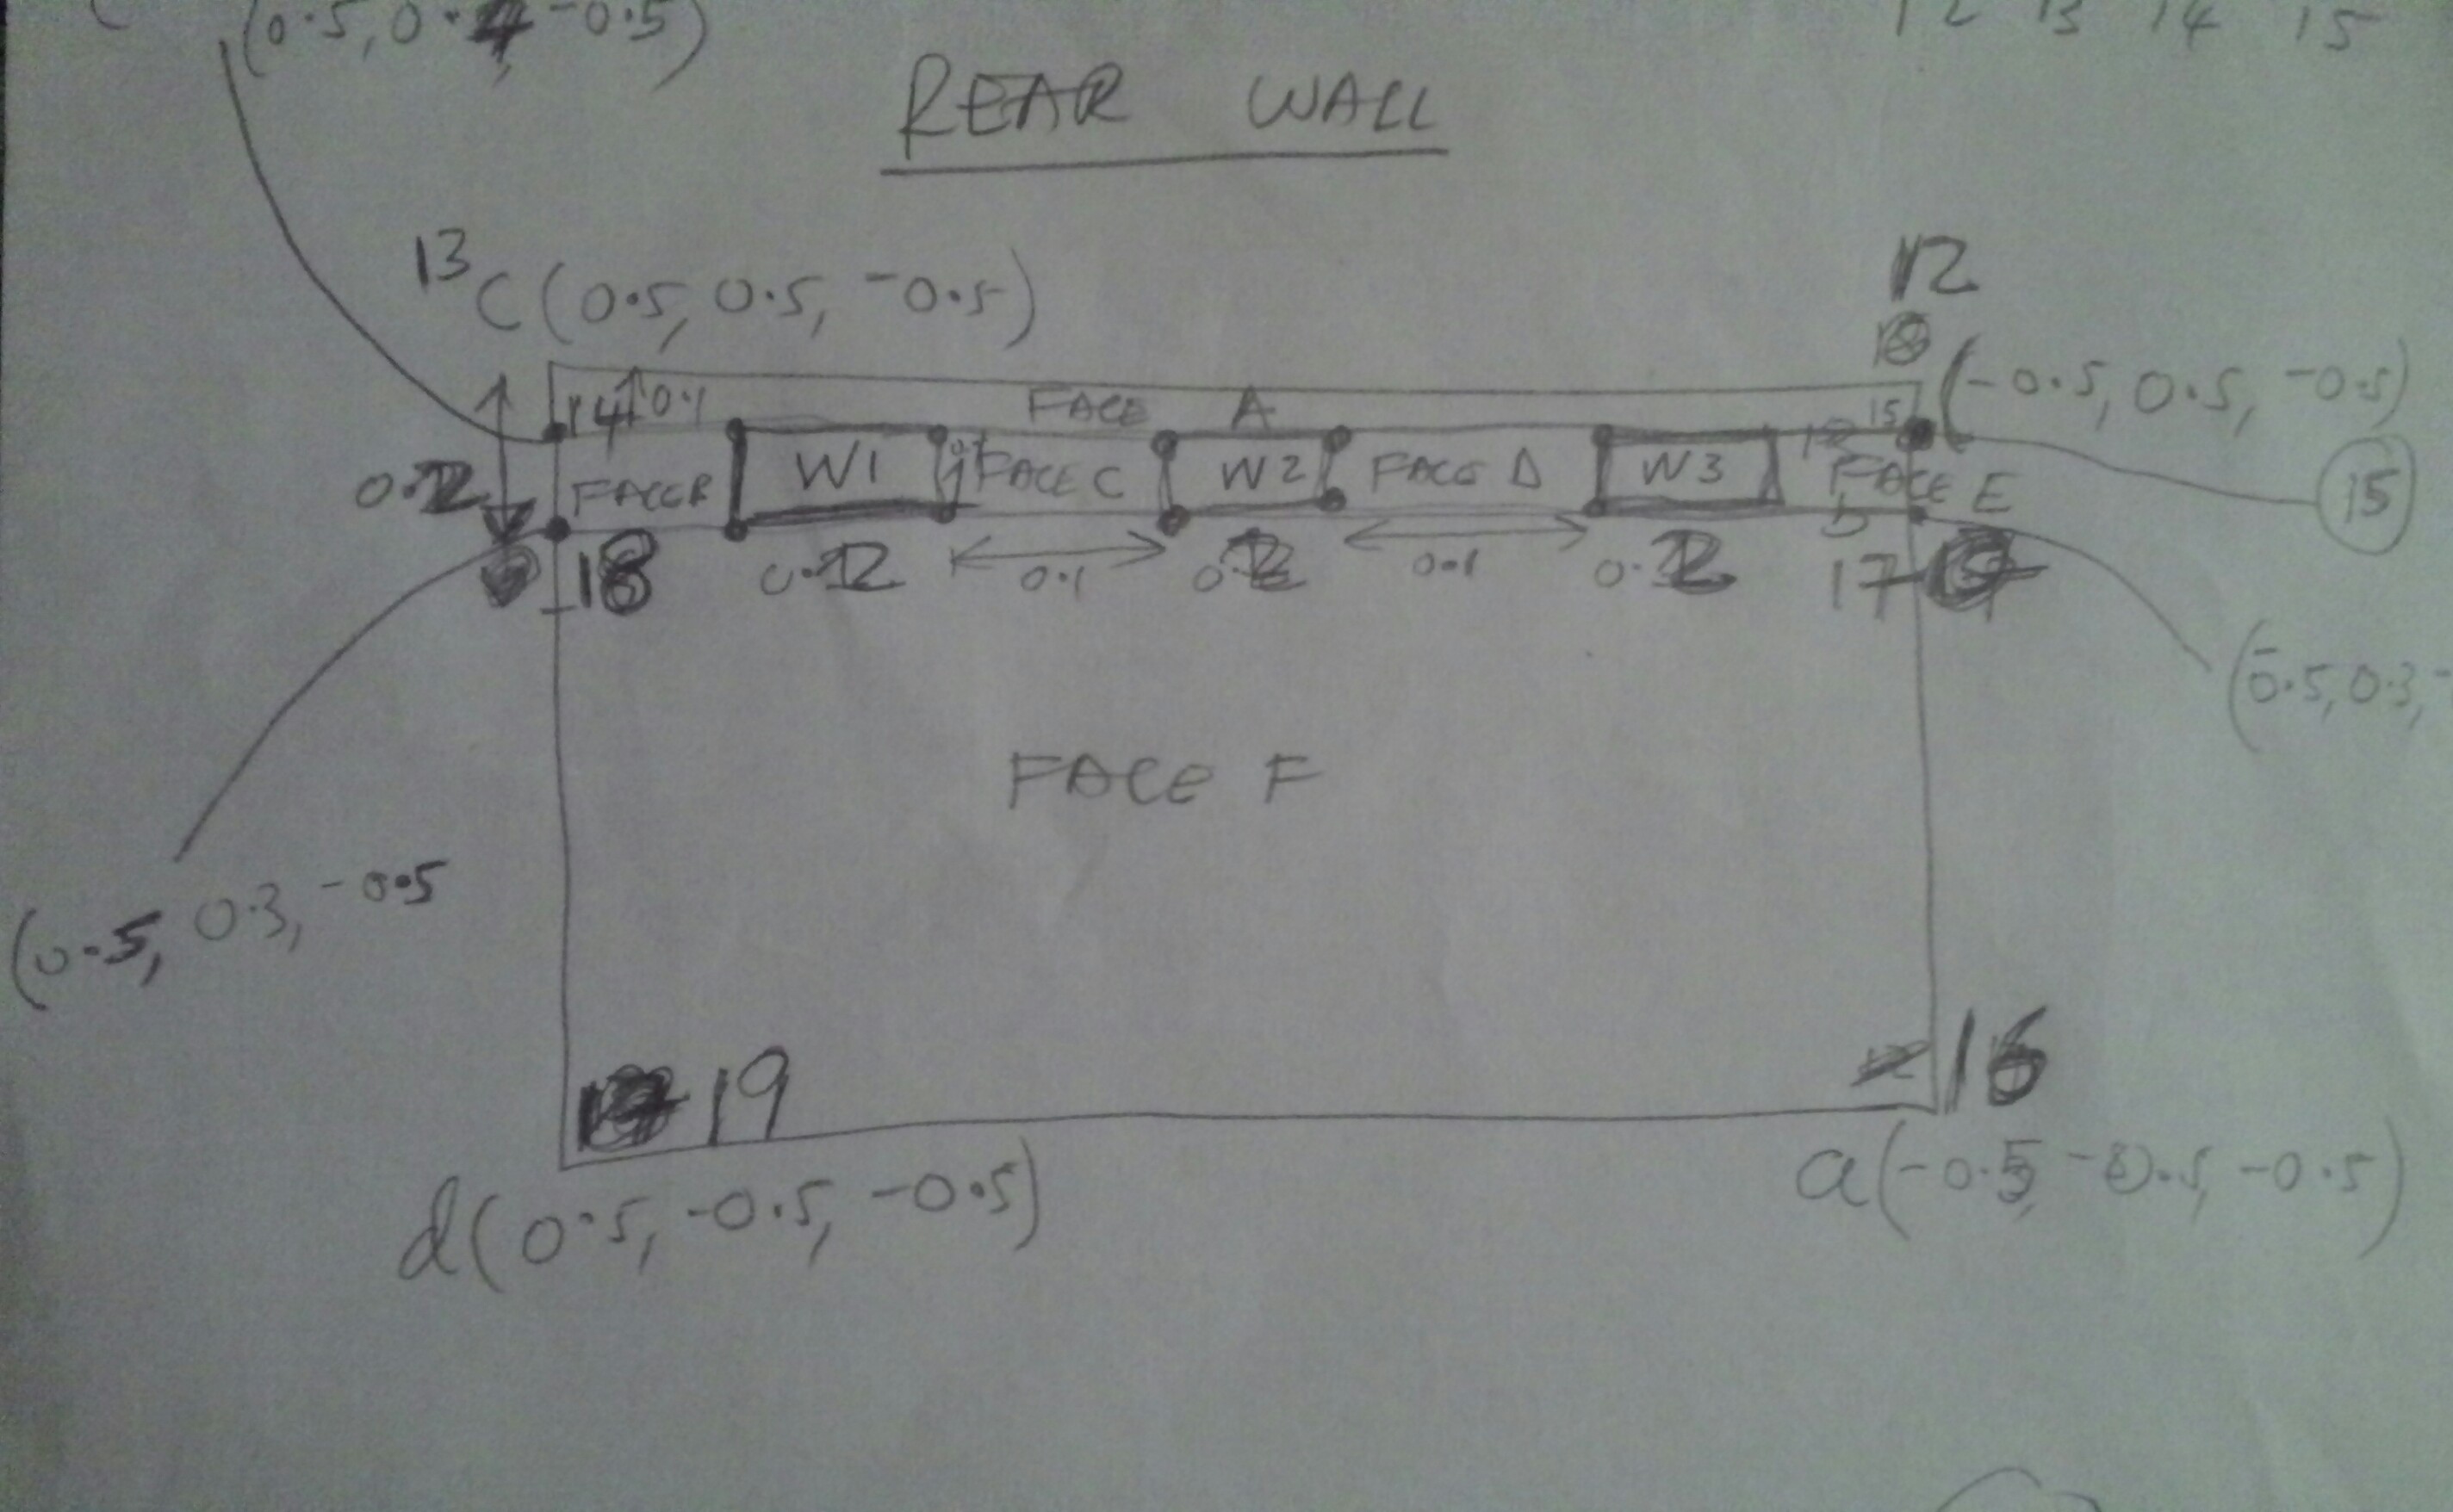 (0.5, 0.4, -0.5)
12 13 14 15
REAR WALL
13
C (0.5, 0.5, -0.5)
12
(-0.5, 0.5, -0.5)
14 0.1
FACE A
15
W1
FACE C
W2
FACE D
W3
FACE E
15
FACE B
0.2
18
0.2
0.1
0.2
0.1
0.2
17
(-0.5, 0.3, -
FACE F
(0.5, 0.3, -0.5
19
16
d (0.5, -0.5, -0.5)
a (-0.5, -0.5, -0.5)